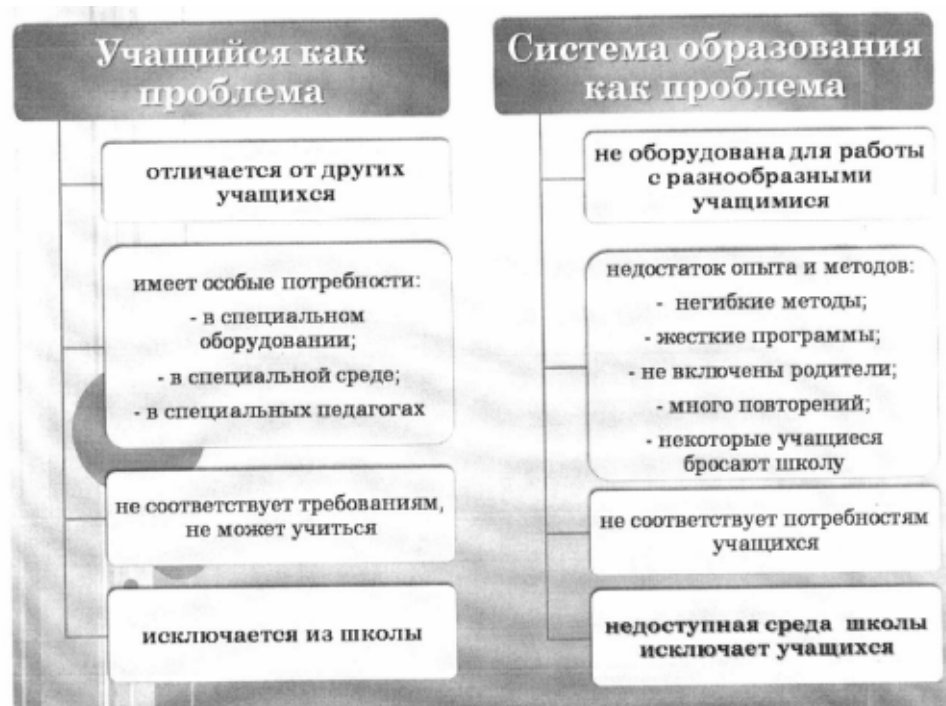 Учащийся как
проблема
отличается от других
учащихся
имеет особые потребности:
- в специальном
оборудовании;
- в специальной среде;
- в специальных педагогах
не соответствует требованиям,
не может учиться
исключается из школы
Система образования
как проблема
не оборудована для работы
с разнообразными
учащимися
недостаток опыта и методов:
- негибкие методы;
- жесткие программы;
- не включены родители;
- много повторений;
- некоторые учащиеся
бросают школу
не соответствует потребностям
учащихся
недоступная среда школы
исключает учащихся